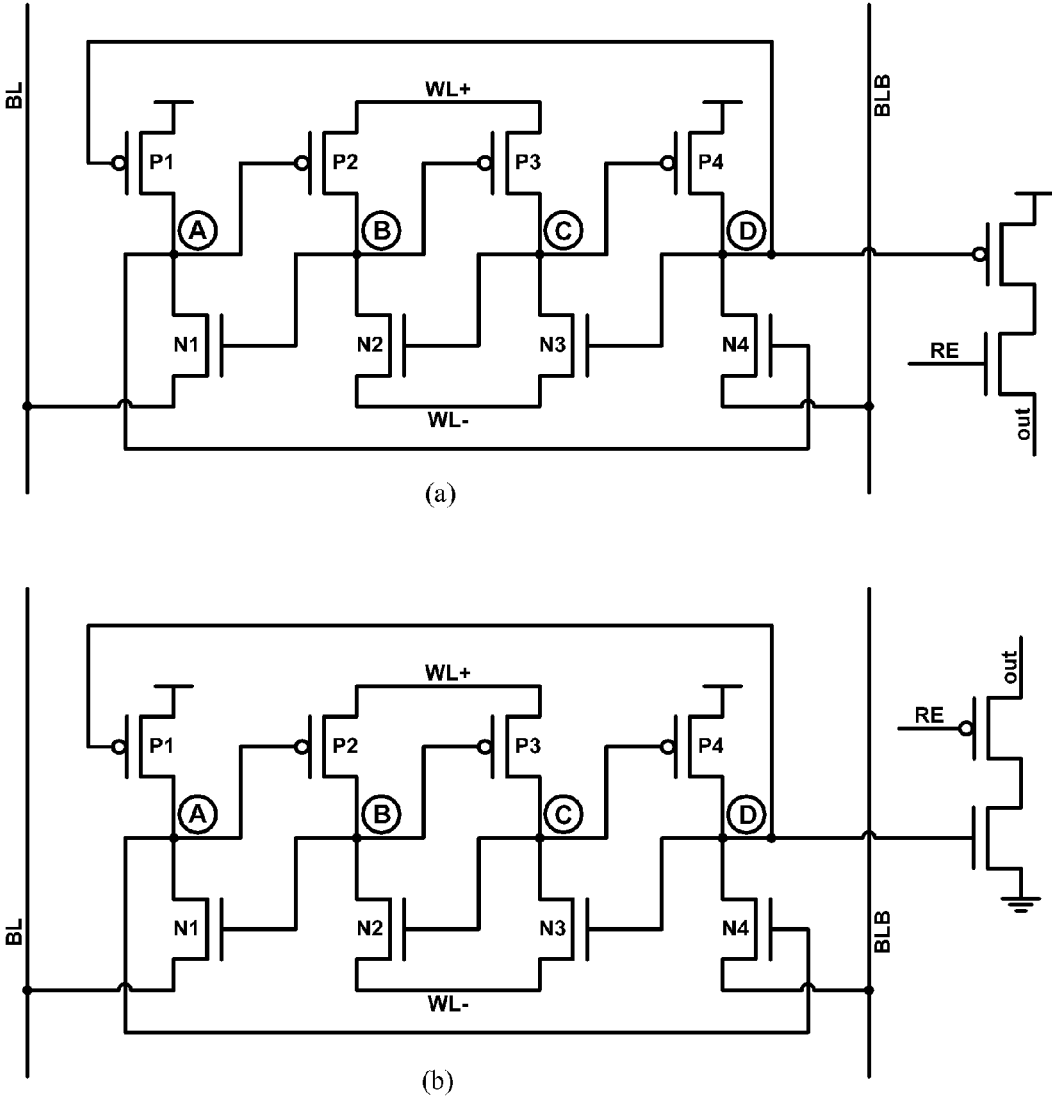 BL
WL+
BLB
P1
P2
P3
P4
A
B
C
D
N1
N2
N3
N4
RE
WL-
out
(a)
WL+
out
RE
P1
P2
P3
P4
A
B
C
D
BL
N1
N2
N3
N4
BLB
WL-
(b)